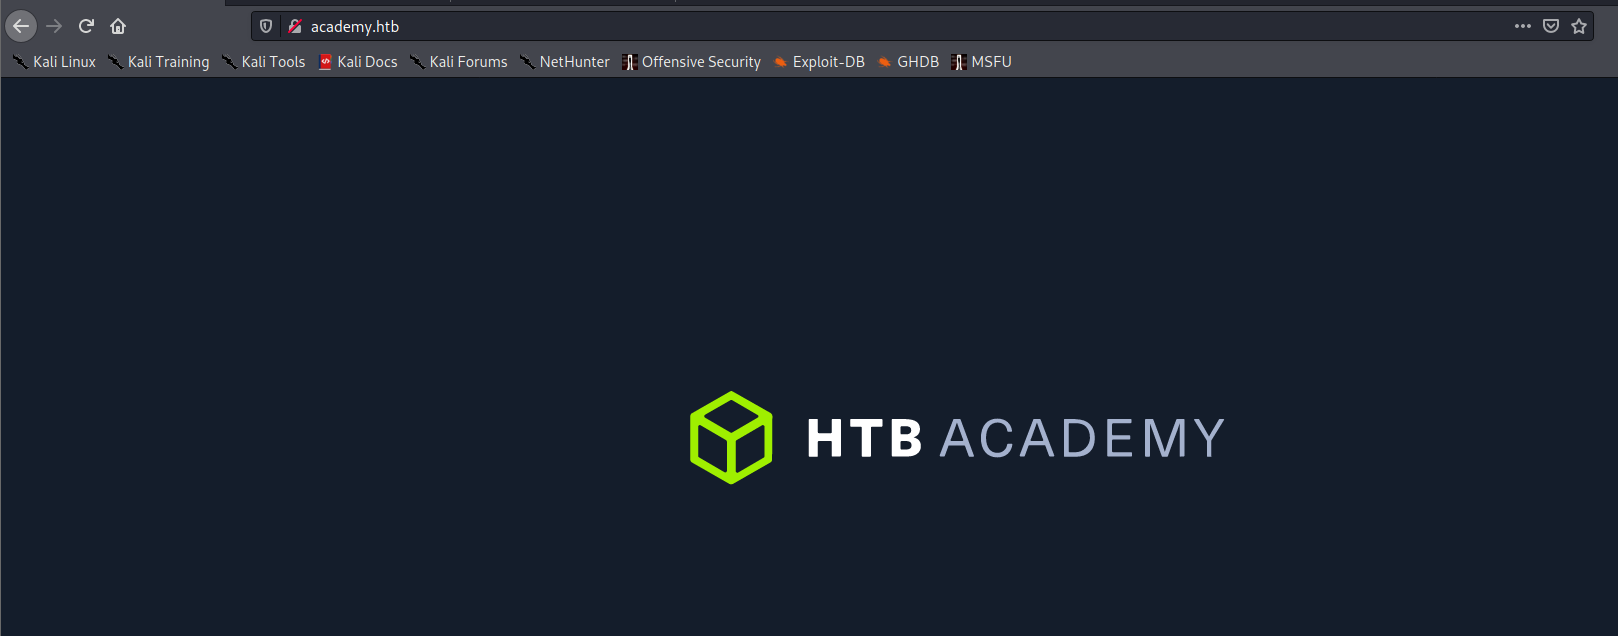 academy.htb
Kali Linux Kali Training Kali Tools Kali Docs Kali Forums NetHunter Offensive Security Exploit-DB GHDB MSFU
HTB ACADEMY